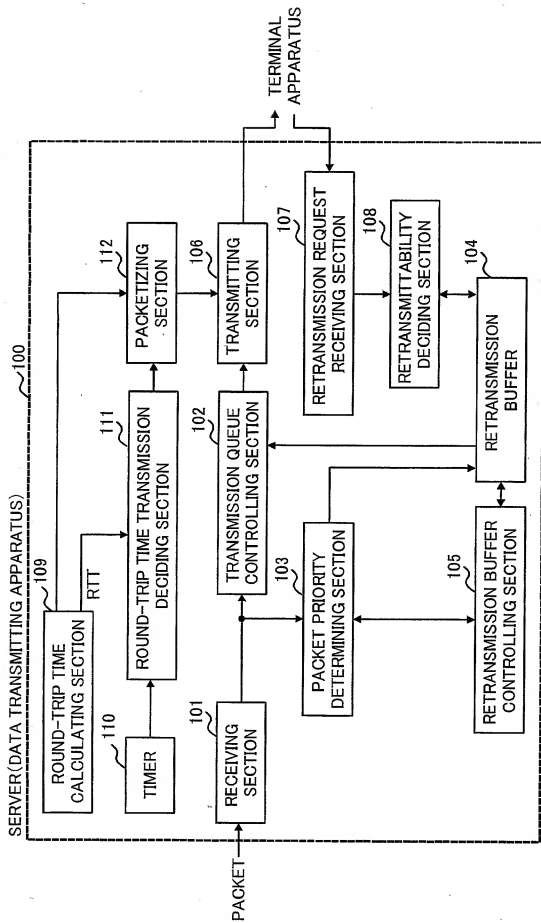 SERVER(DATA TRANSMITTING APPARATUS)
100
109
ROUND-TRIP TIME
CALCULATING SECTION
RTT
110
TIMER
111
ROUND-TRIP TIME TRANSMISSION
DECIDING SECTION
112
PACKETIZING
SECTION
PACKET
101
RECEIVING
SECTION
102
TRANSMISSION QUEUE
CONTROLLING SECTION
106
TRANSMITTING
SECTION
TERMINAL
APPARATUS
103
PACKET PRIORITY
DETERMINING SECTION
107
RETRANSMISSION REQUEST
RECEIVING SECTION
108
RETRANSMITTABILITY
DECIDING SECTION
105
RETRANSMISSION BUFFER
CONTROLLING SECTION
104
RETRANSMISSION
BUFFER